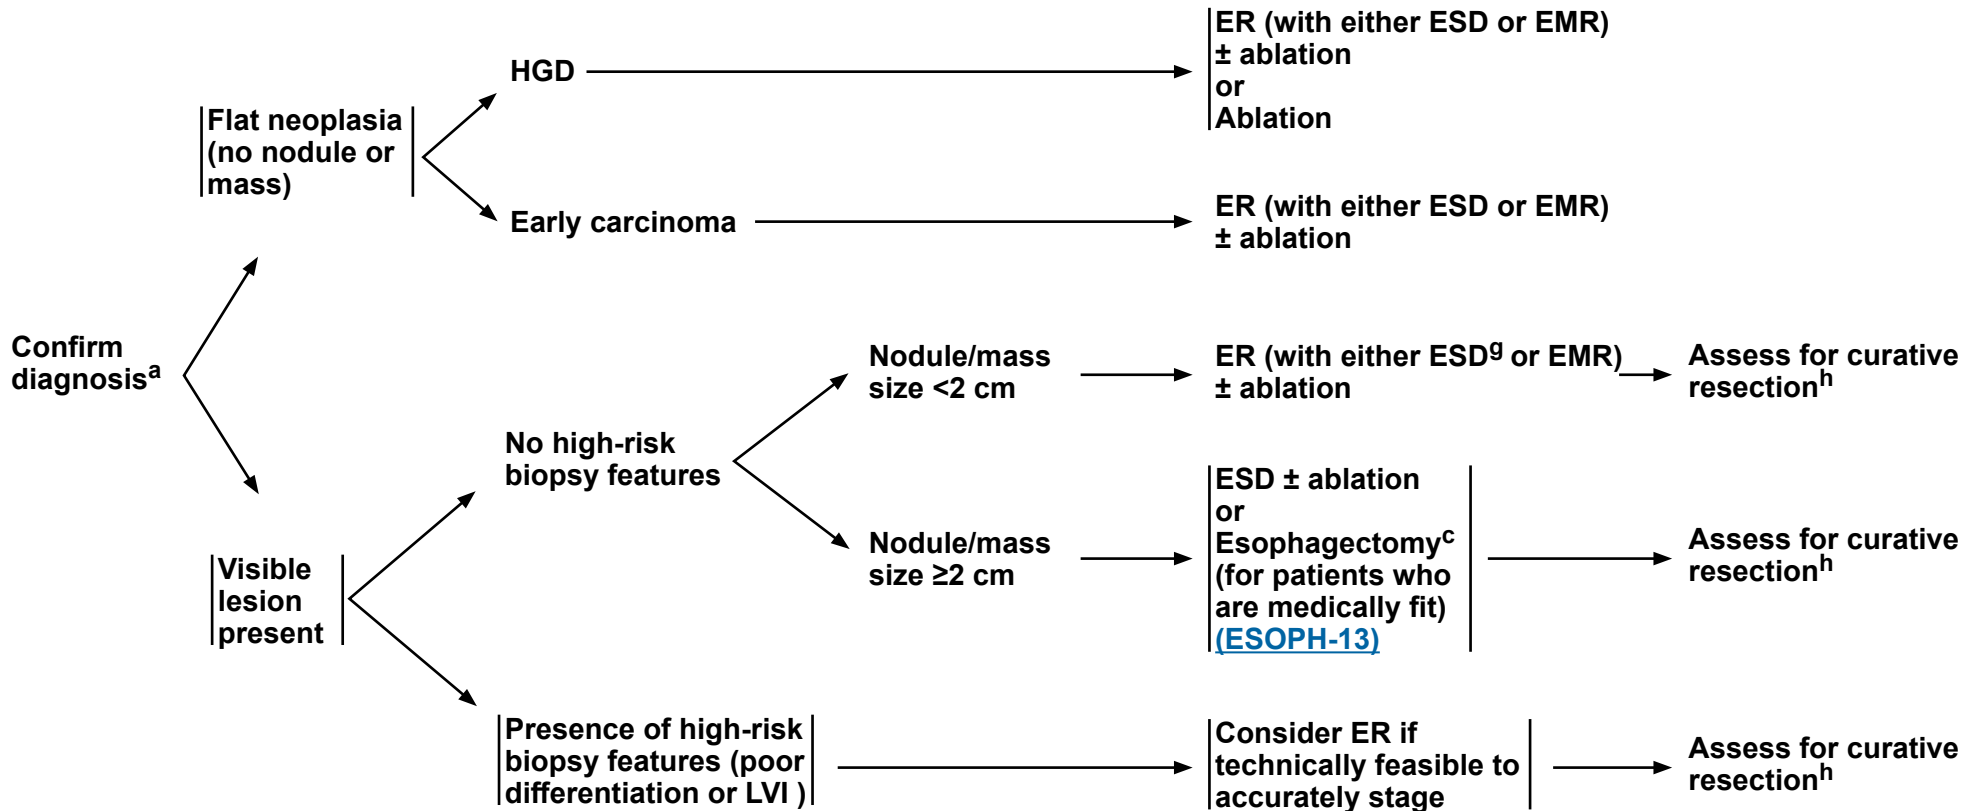 HGD
ER (with either ESD or EMR)
± ablation
or
Ablation
Flat neoplasia
(no nodule or
mass)
Early carcinoma
ER (with either ESD or EMR)
± ablation
Confirm
diagnosisᵃ
Visible
lesion
present
No high-risk
biopsy features
Nodule/mass
size <2 cm
ER (with either ESDᵍ or EMR)
± ablation
Assess for curative
resectionʰ
Nodule/mass
size ≥2 cm
ESD ± ablation
or
Esophagectomyᶜ
(for patients who
are medically fit)
(ESOPH-13)
Assess for curative
resectionʰ
Presence of high-risk
biopsy features (poor
differentiation or LVI )
Consider ER if
technically feasible to
accurately stage
Assess for curative
resectionʰ